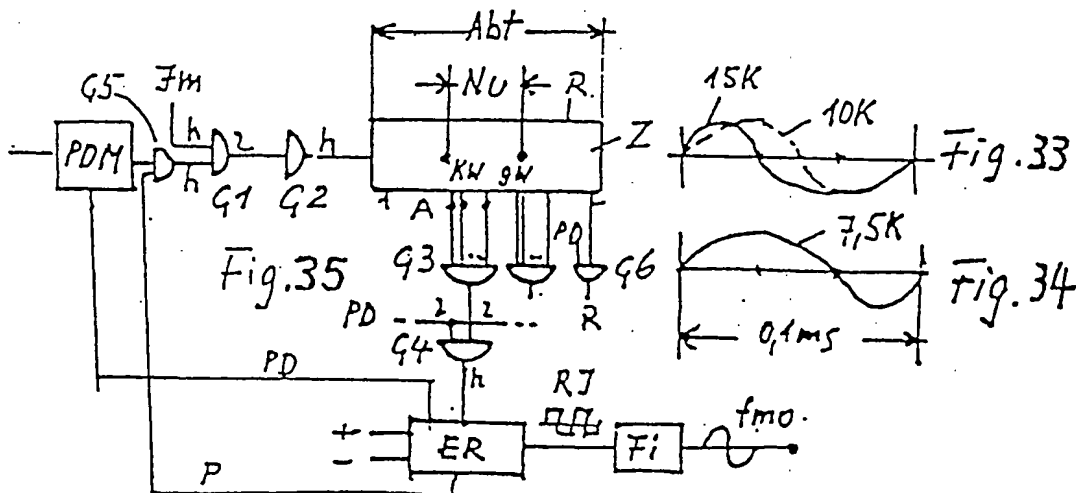 Abt
Nu
R.
G5
Jm
PDM
h
h
2
h
G1
G2
Z
KW
gW
1
A
PD
G3
G6
R
Fig. 35
PD
2
2
G4
h
PD
+
-
ER
RJ
Fi
fmo.
P
15K
10K
Fig. 33
7,5K
Fig. 34
0,1ms